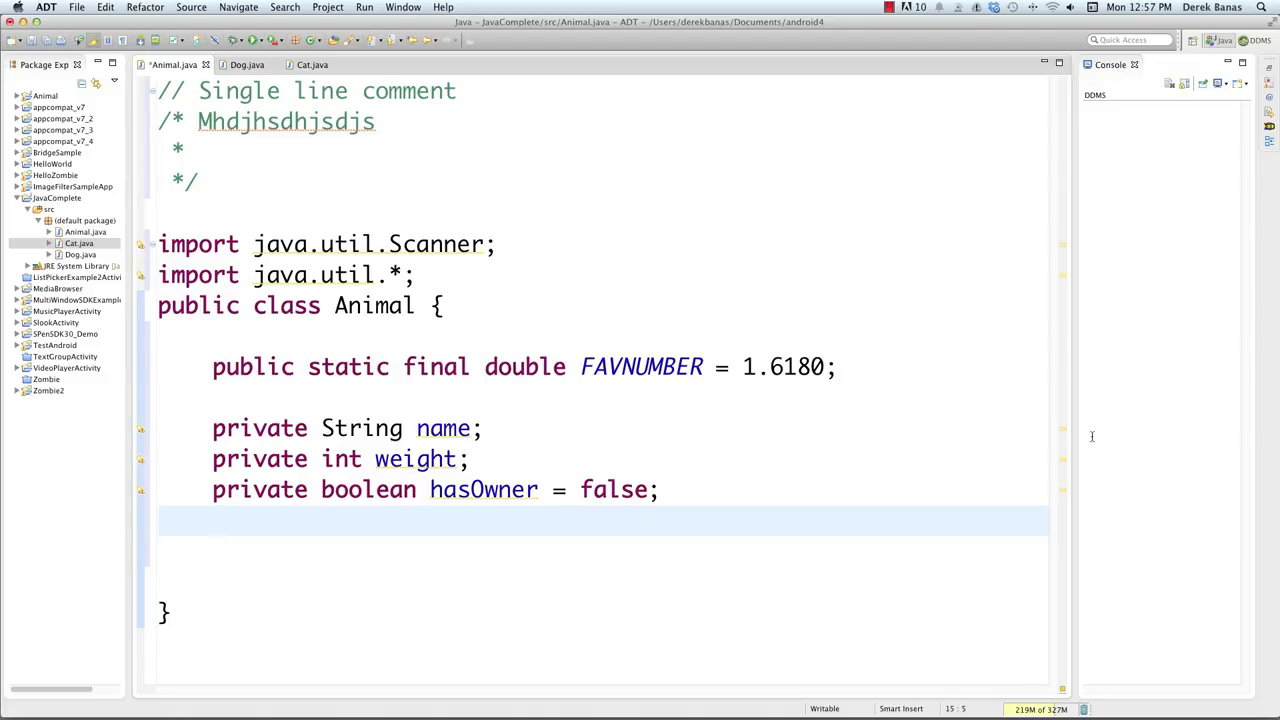 ADT File Edit Refactor Source Navigate Search Project Run Window Help
10 Mon 12:57 Derek Banas
Java – JavaComplete/src/Animal.java – ADT – /Users/derekbanas/Documents/android4
Quick Access Java DDMS
Package Exp *Animal.java Dog.java Cat.java Console
DDMS
Animal
appcompat_v7
appcompat_v7_2
appcompat_v7_3
appcompat_v7_4
BridgeSample
HelloWorld
HelloZombie
ImageFilterSampleApp
JavaComplete
src
(default package)
Animal.java
Cat.java
Dog.java
JRE System Library [Ja
ListPickerExample2Activi
MediaBrowser
MultiWindowSDKExample
MusicPlayerActivity
SlookActivity
SPenSDK30_Demo
TestAndroid
TextGroupActivity
VideoPlayerActivity
Zombie
Zombie2
// Single line comment
/* Mhdjhsdhjsdjs
*
*/
import java.util.Scanner;
import java.util.*;
public class Animal {
public static final double FAVNUMBER = 1.6180;
private String name;
private int weight;
private boolean hasOwner = false;
}
Writable Smart Insert 15 : 5 219M of 327M